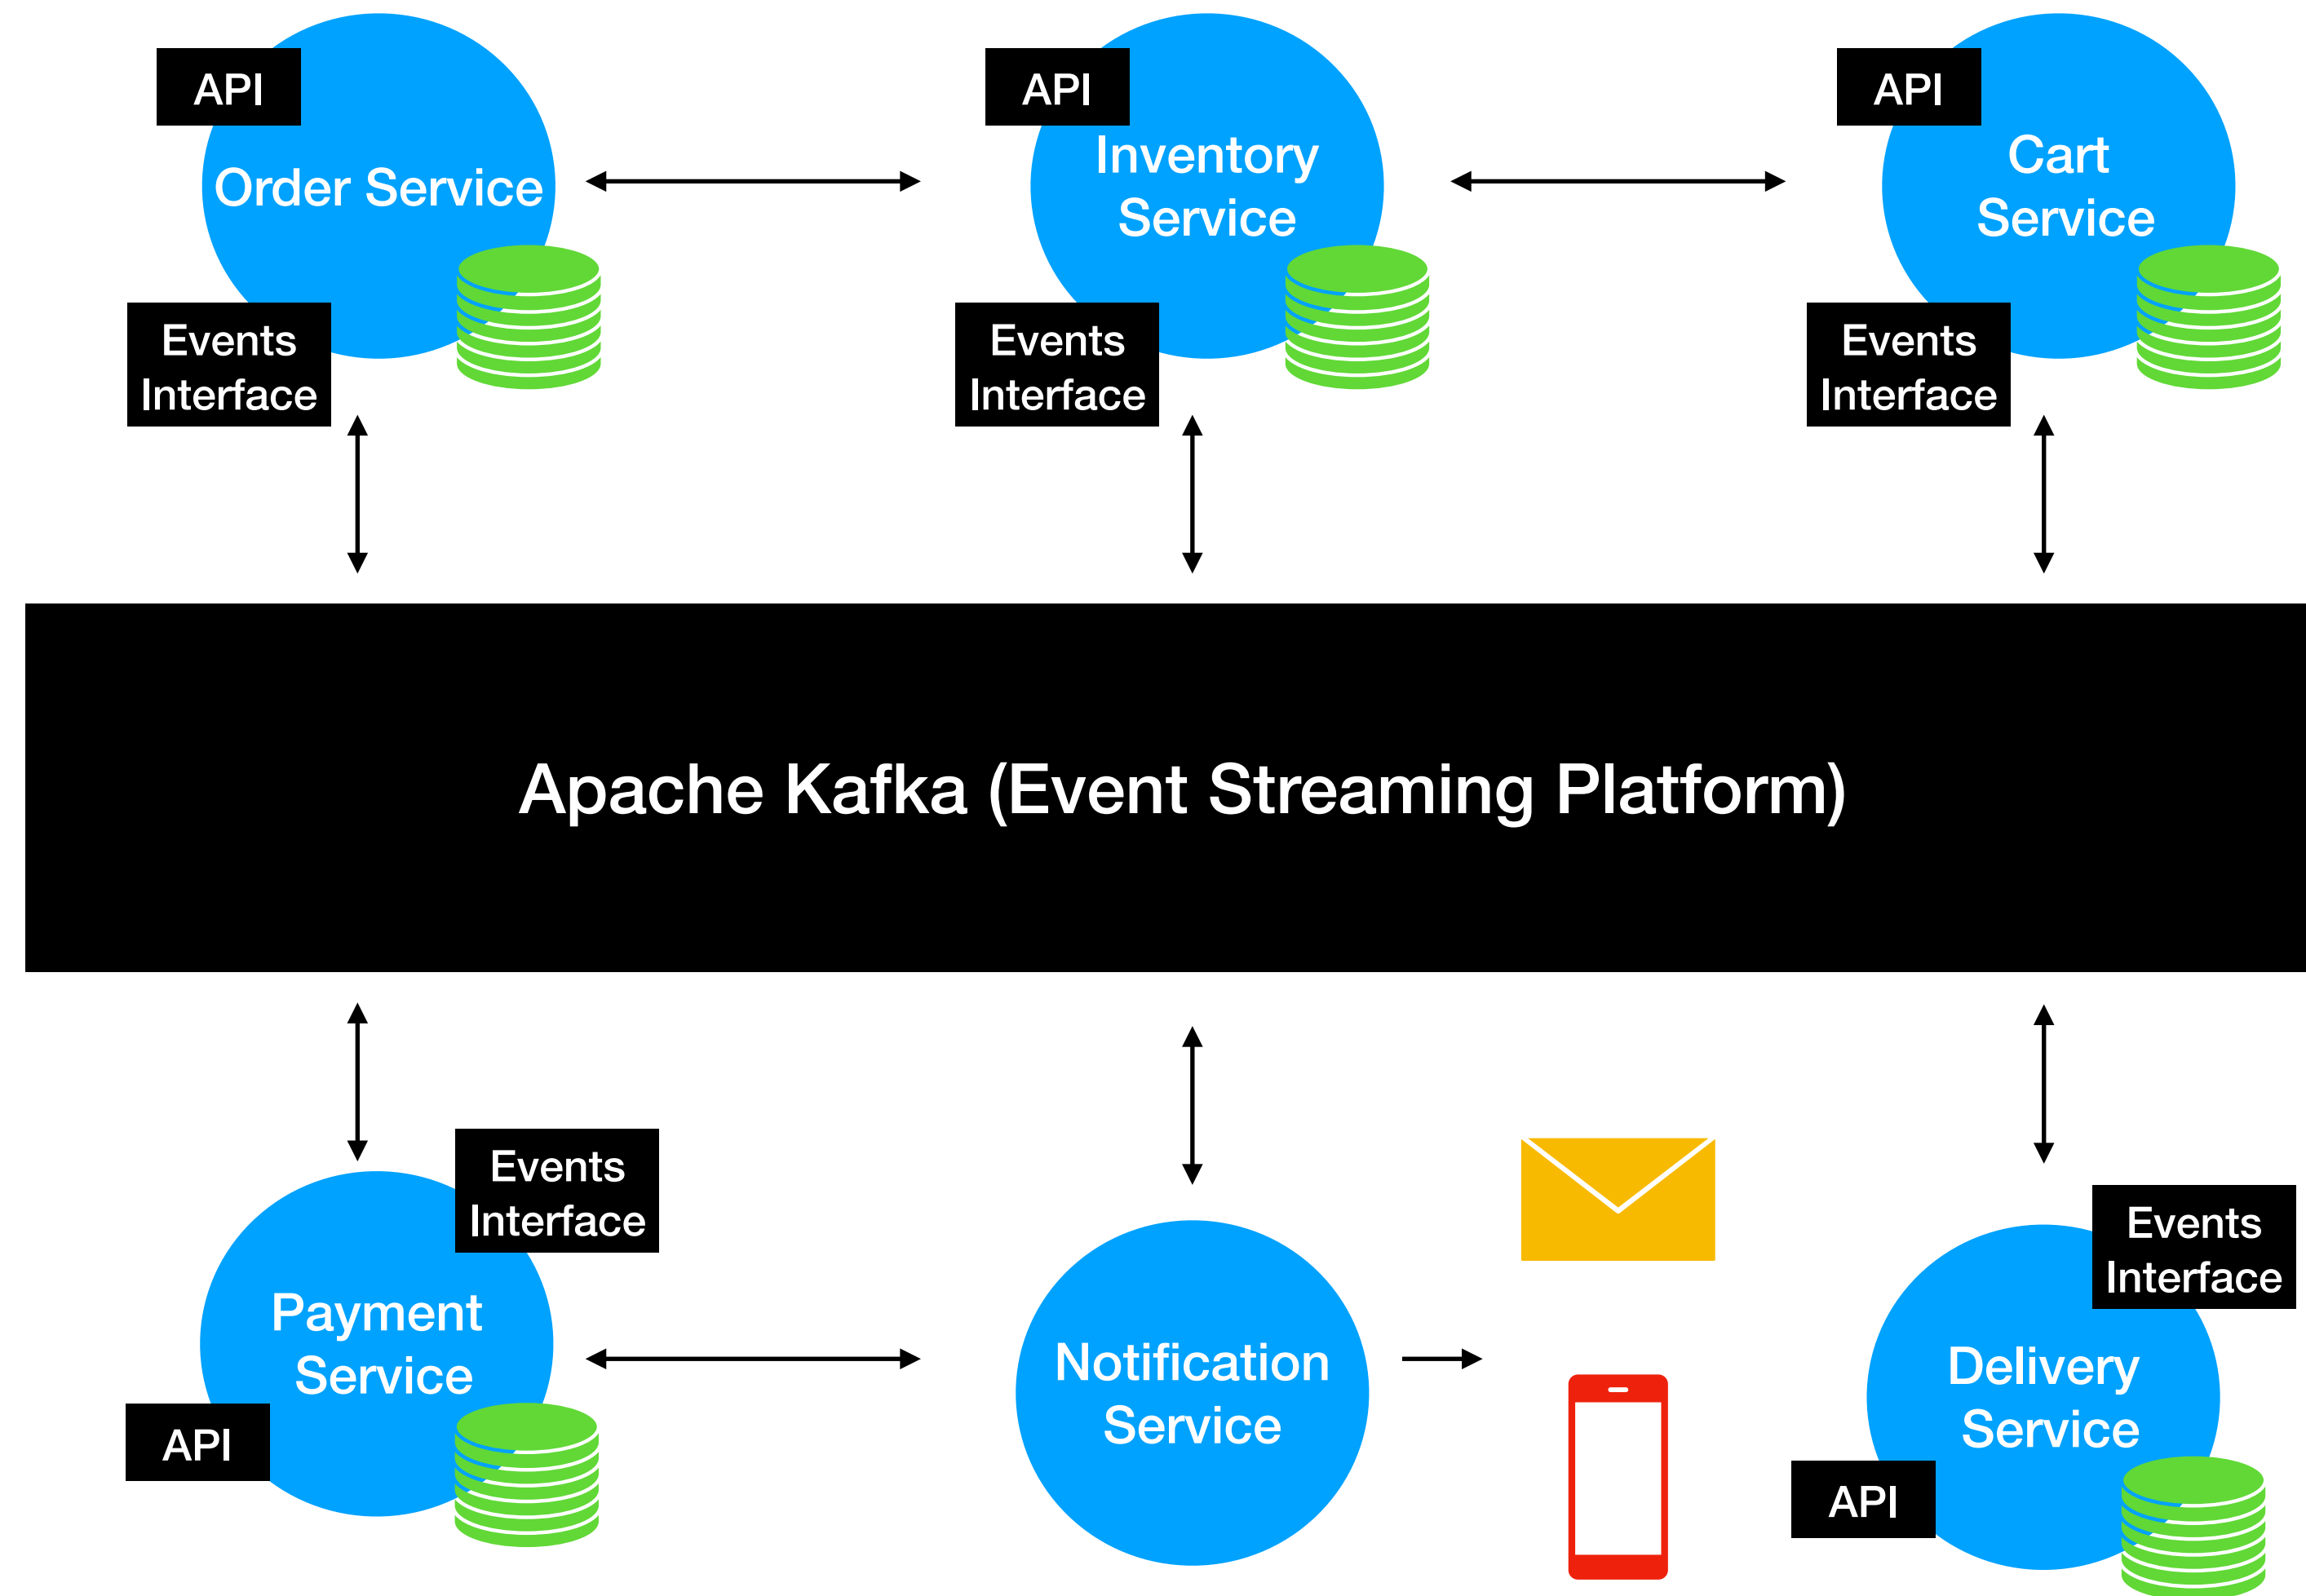 API
API
API
Order Service
Inventory
Service
Cart
Service
Events
Interface
Events
Interface
Events
Interface
Apache Kafka (Event Streaming Platform)
Events
Interface
Payment
Service
API
Notification
Service
Events
Interface
Delivery
Service
API